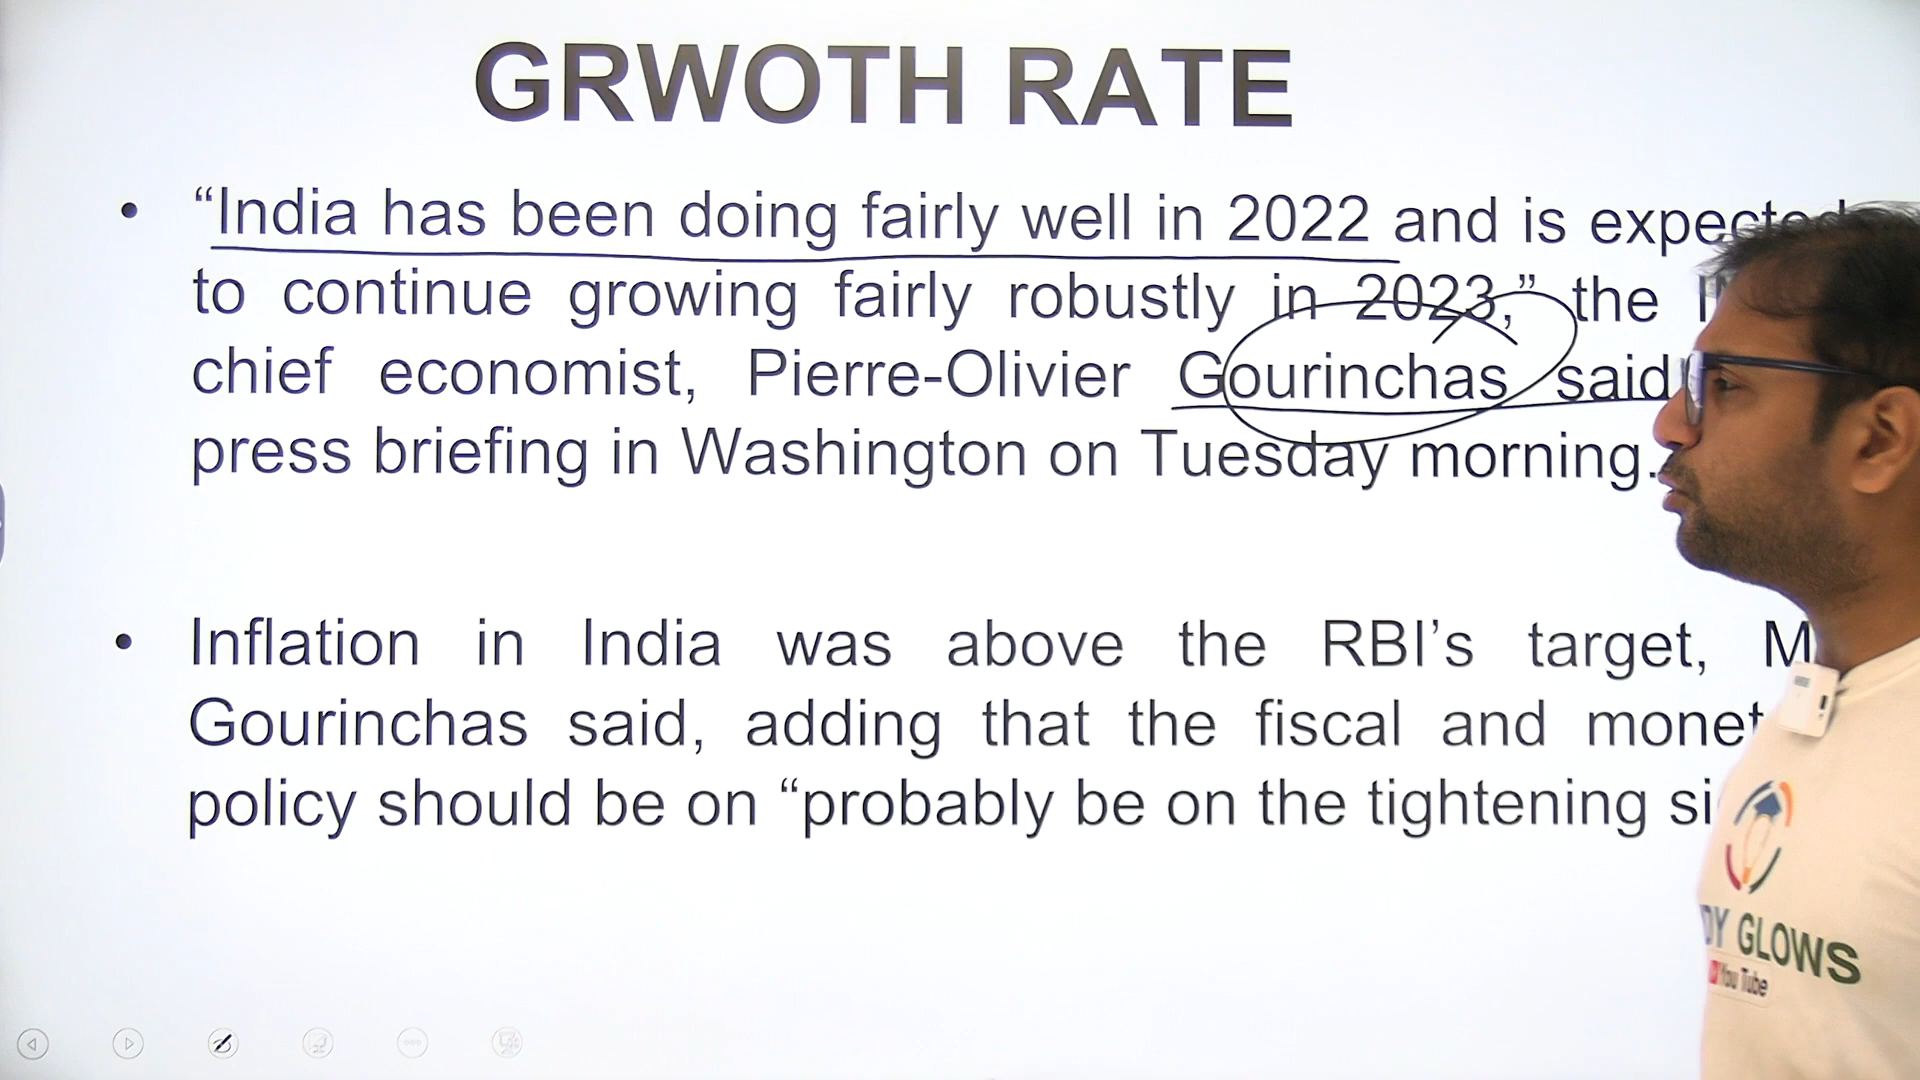 GRWOTH RATE
• “India has been doing fairly well in 2022 and is expected
to continue growing fairly robustly in 2023,” the
chief economist, Pierre-Olivier Gourinchas said
press briefing in Washington on Tuesday morning.
• Inflation in India was above the RBI’s target,
Gourinchas said, adding that the fiscal and
policy should be on “probably be on the tightening
GLOWS
You Tube